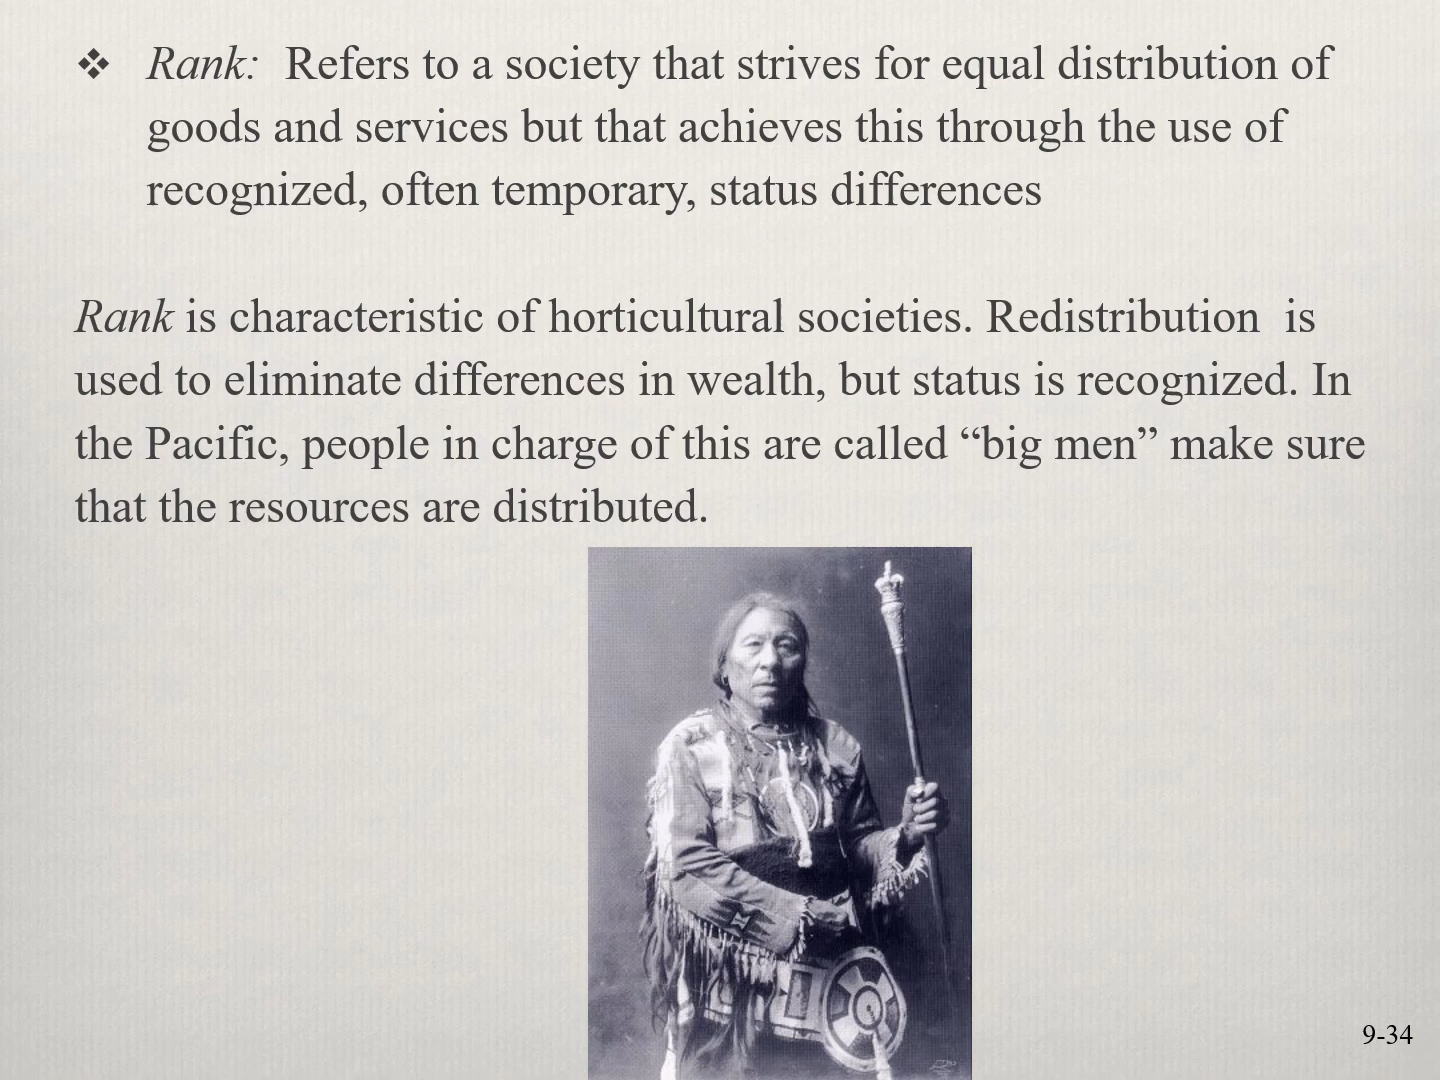 ❖ Rank:  Refers to a society that strives for equal distribution of
goods and services but that achieves this through the use of
recognized, often temporary, status differences
Rank is characteristic of horticultural societies. Redistribution  is
used to eliminate differences in wealth, but status is recognized. In
the Pacific, people in charge of this are called “big men” make sure
that the resources are distributed.
9-34